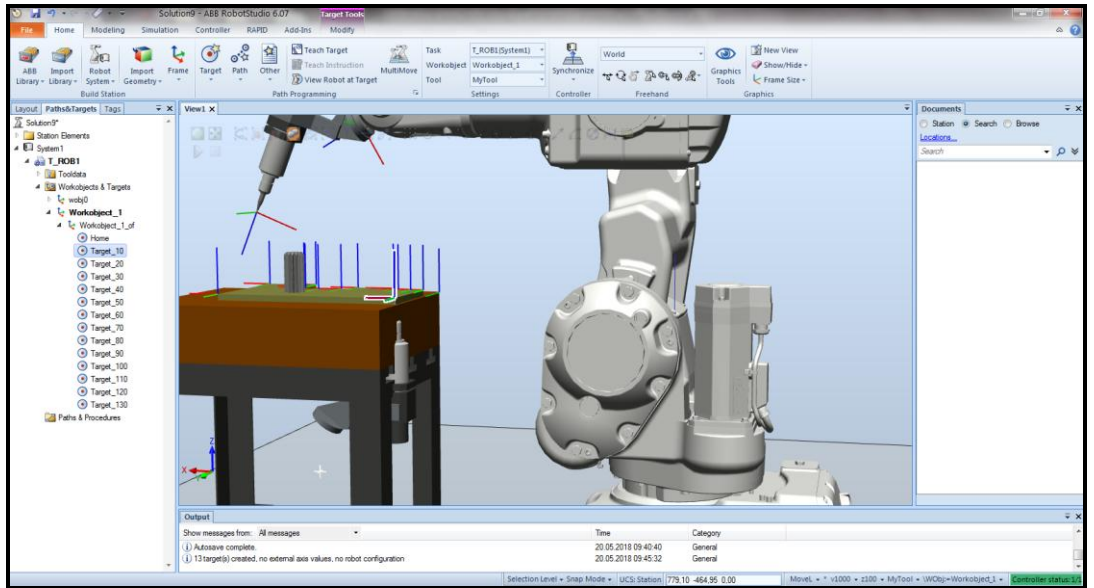 Solution9 - ABB RobotStudio 6.07
Target Tools
File Home Modeling Simulation Controller RAPID Add-Ins Modify
ABB Library
Import Library
Robot System
Import Geometry
Frame
Build Station
Target
Path
Other
Teach Target
Teach Instruction
View Robot at Target
MultiMove
Path Programming
Task T_ROB1(System1)
Workobject Workobject_1
Tool MyTool
Settings
Synchronize
Controller
World
Freehand
Graphics Tools
New View
Show/Hide
Frame Size
Graphics
Layout Paths&Targets Tags
Solution9*
Station Elements
System1
T_ROB1
Tooldata
Workobjects & Targets
wobj0
Workobject_1
Workobject_1_of
Home
Target_10
Target_20
Target_30
Target_40
Target_50
Target_60
Target_70
Target_80
Target_90
Target_100
Target_110
Target_120
Target_130
Paths & Procedures
View1
Z
X
Documents
Station Search Browse
Locations...
Search
Output
Show messages from: All messages Time Category
Autosave complete. 20.05.2018 09:40:40 General
13 target(s) created, no external axis values, no robot configuration 20.05.2018 09:45:32 General
Selection Level Snap Mode UCS: Station 779,10 -464,95 0,00 MoveL * v1000 z100 MyTool \WObj:=Workobject_1 Controller status: 1/1